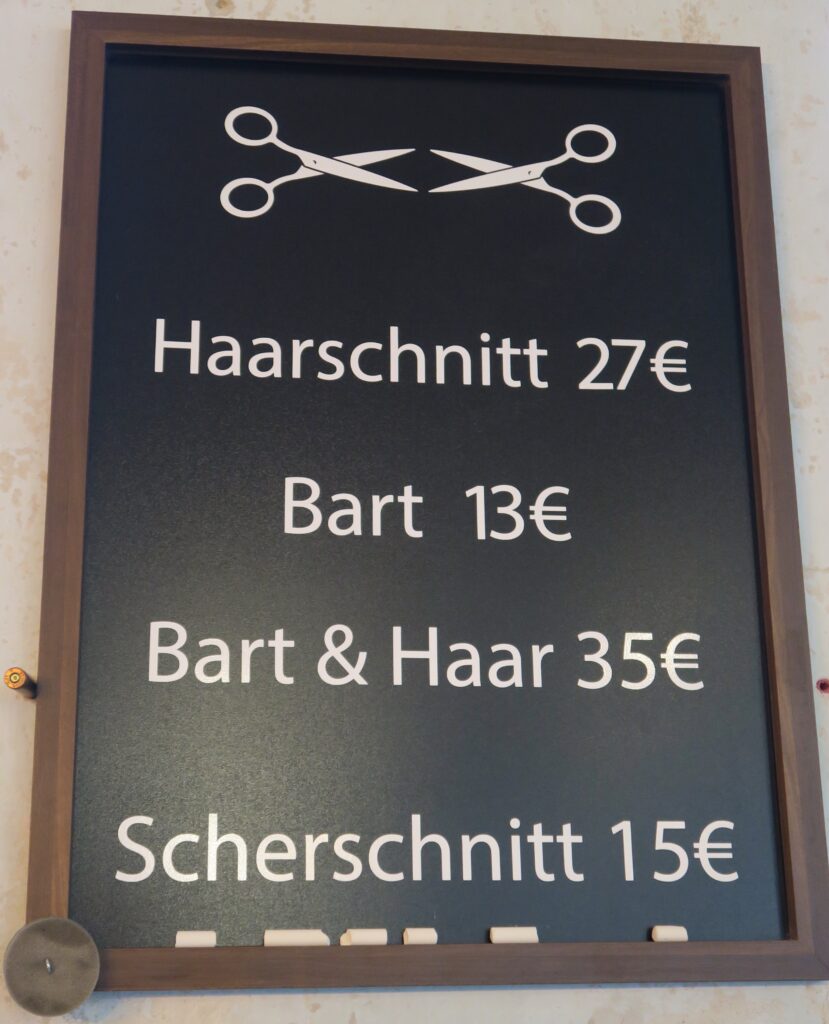 Haarschnitt 27€
Bart 13€
Bart & Haar 35€
Scherschnitt 15€